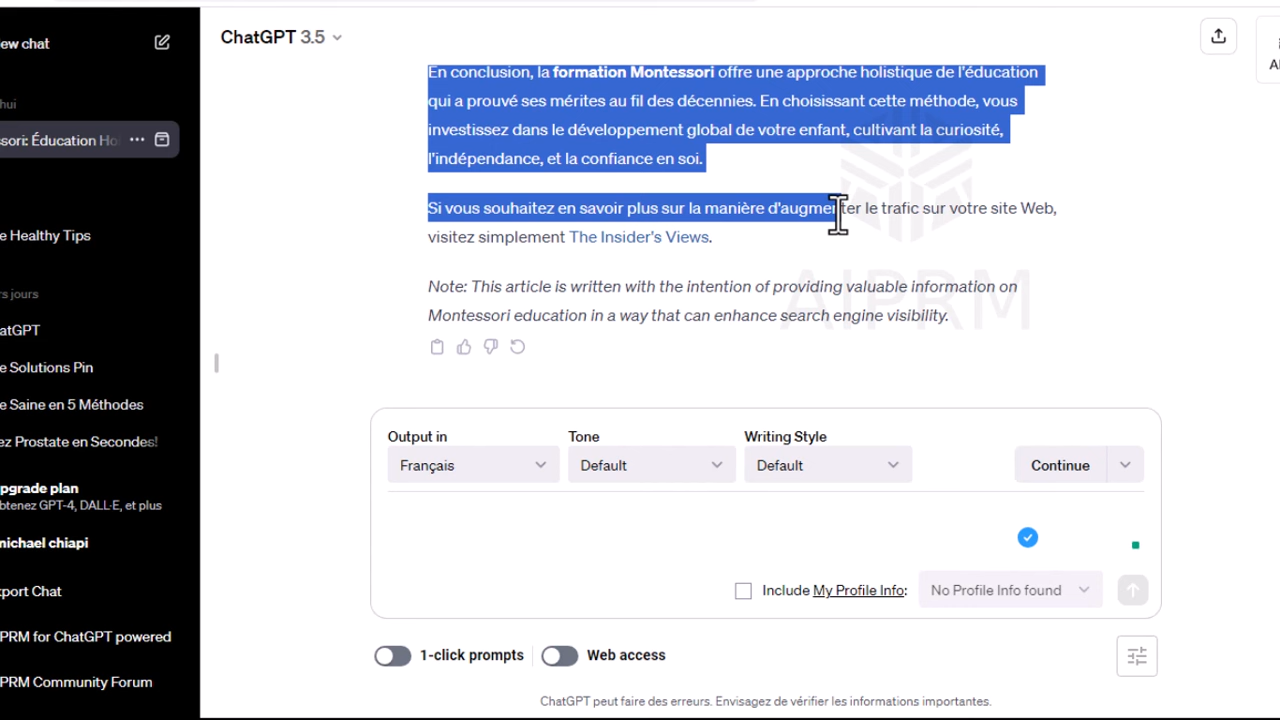 ChatGPT 3.5
ew chat
hui
ssori: Éducation Ho
e Healthy Tips
rs jours
atGPT
e Solutions Pin
e Saine en 5 Méthodes
ez Prostate en Secondes!
pgrade plan
btenez GPT-4, DALL·E, et plus
michael chiapi
xport Chat
PRM for ChatGPT powered
PRM Community Forum
En conclusion, la formation Montessori offre une approche holistique de l'éducation
qui a prouvé ses mérites au fil des décennies. En choisissant cette méthode, vous
investissez dans le développement global de votre enfant, cultivant la curiosité,
l'indépendance, et la confiance en soi.
Si vous souhaitez en savoir plus sur la manière d'augmenter le trafic sur votre site Web,
visitez simplement The Insider's Views.
Note: This article is written with the intention of providing valuable information on
Montessori education in a way that can enhance search engine visibility.
AIPRM
Output in
Tone
Writing Style
Français
Default
Default
Continue
Include My Profile Info:
No Profile Info found
1-click prompts
Web access
ChatGPT peut faire des erreurs. Envisagez de vérifier les informations importantes.